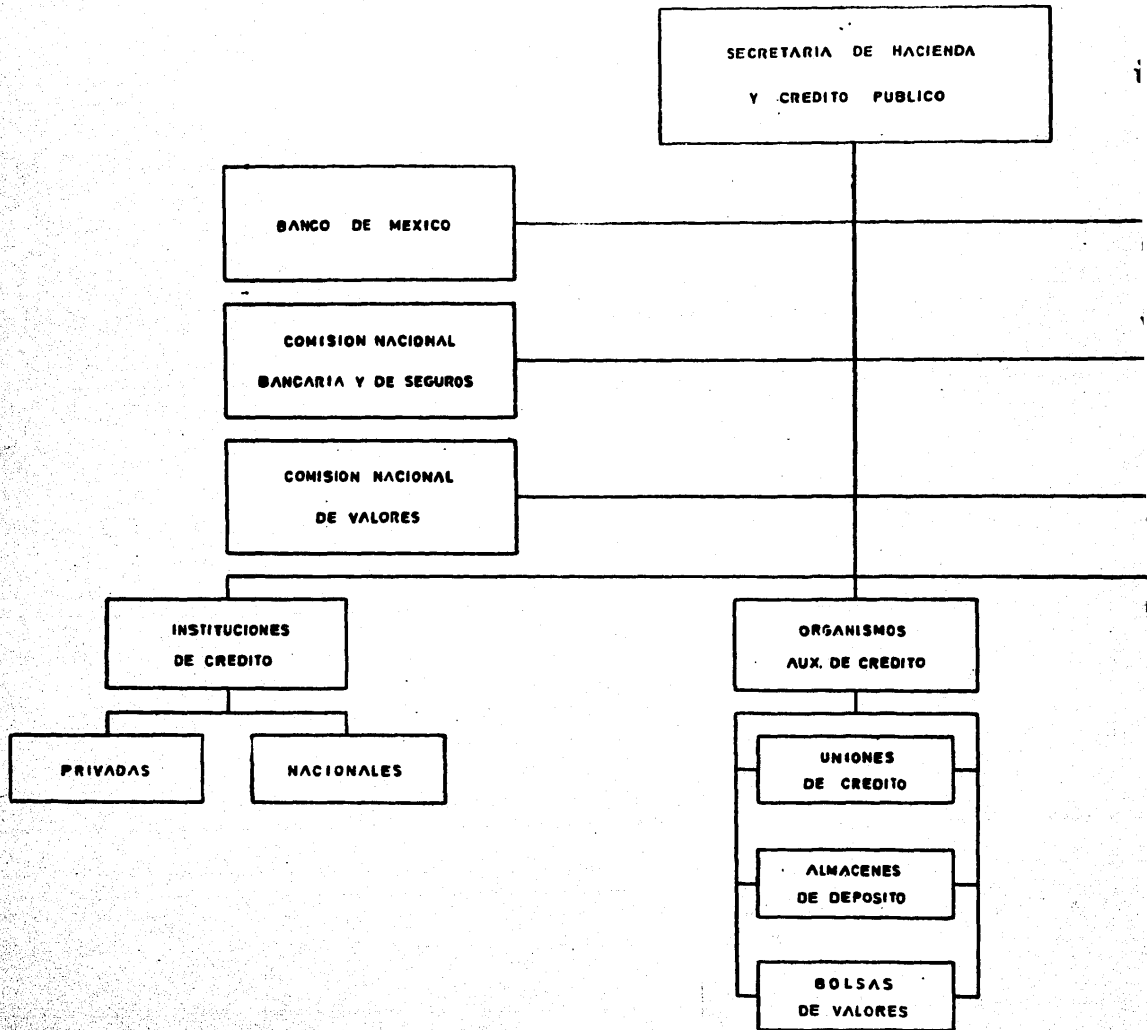 SECRETARIA DE HACIENDA
Y CREDITO PUBLICO
BANCO DE MEXICO
COMISION NACIONAL
BANCARIA Y DE SEGUROS
COMISION NACIONAL
DE VALORES
INSTITUCIONES
DE CREDITO
PRIVADAS
NACIONALES
ORGANISMOS
AUX. DE CREDITO
UNIONES
DE CREDITO
ALMACENES
DE DEPOSITO
BOLSAS
DE VALORES